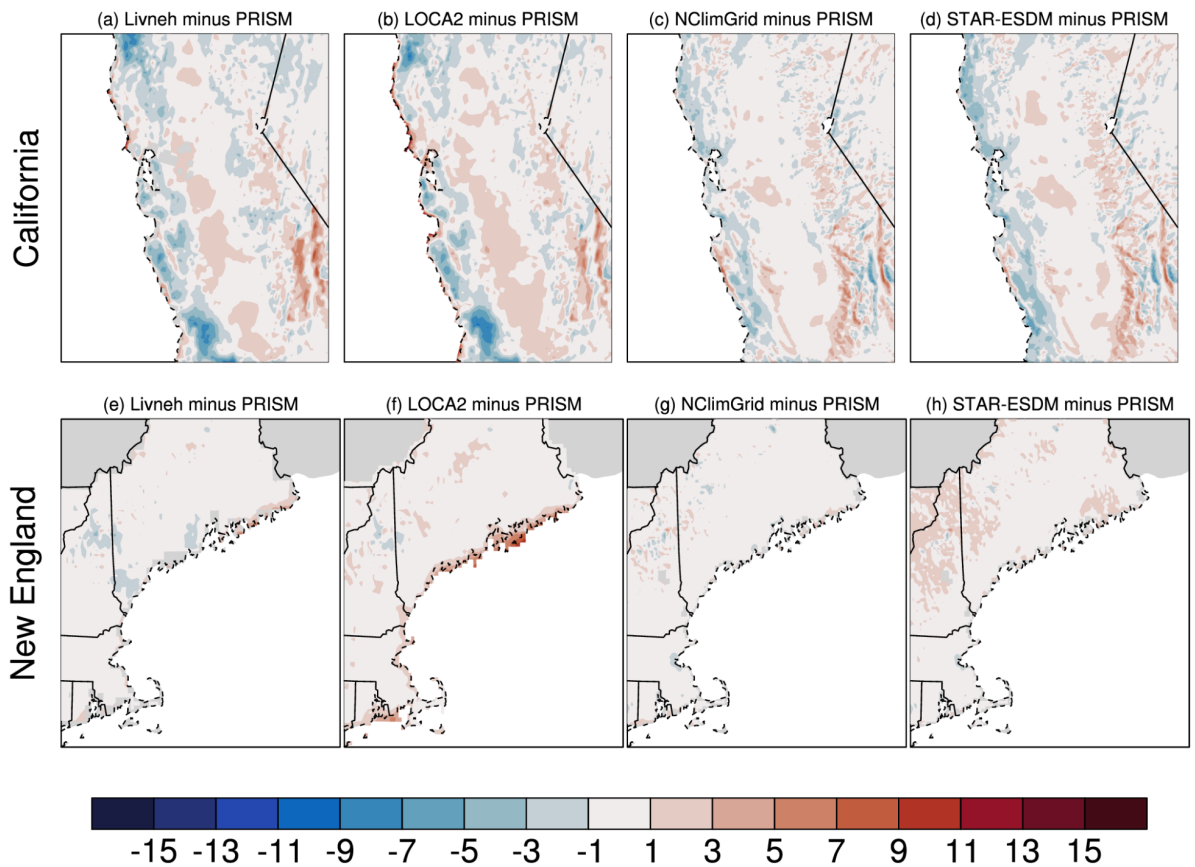 (a) Livneh minus PRISM
(b) LOCA2 minus PRISM
(c) NClimGrid minus PRISM
(d) STAR-ESDM minus PRISM
California
(e) Livneh minus PRISM
(f) LOCA2 minus PRISM
(g) NClimGrid minus PRISM
(h) STAR-ESDM minus PRISM
New England
-15 -13 -11 -9 -7 -5 -3 -1 1 3 5 7 9 11 13 15